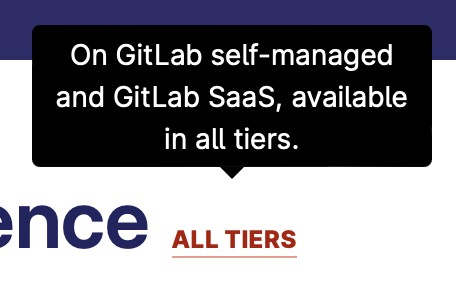 On GitLab self-managed
and GitLab SaaS, available
in all tiers.
ence ALL TIERS